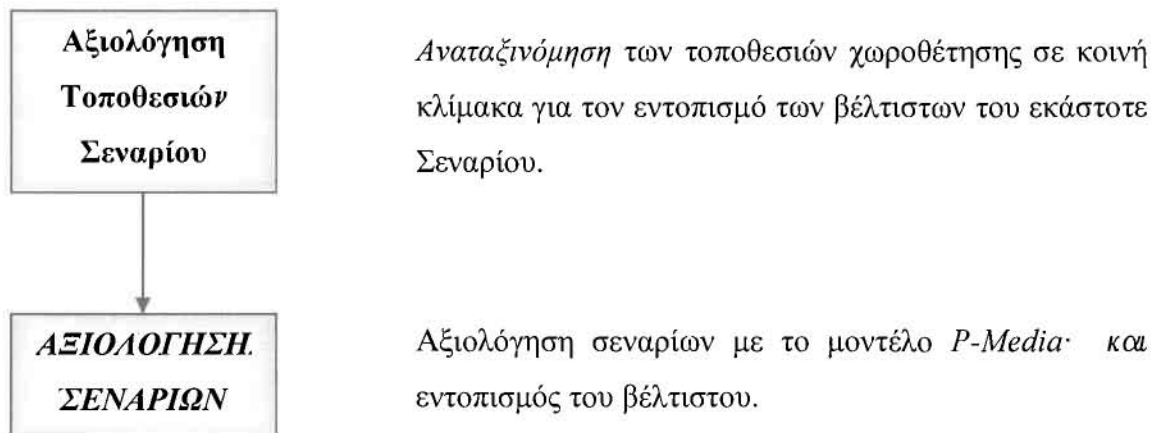 Αξιολόγηση
Τοποθεσιών
Σεναρίου
Αναταξινόμηση των τοποθεσιών χωροθέτησης σε κοινή
κλίμακα για τον εντοπισμό των βέλτιστων του εκάστοτε
Σεναρίου.
ΑΞΙΟΛΟΓΗΣΗ
ΣΕΝΑΡΙΩΝ
Αξιολόγηση σεναρίων με το μοντέλο P-Media· και
εντοπισμός του βέλτιστου.